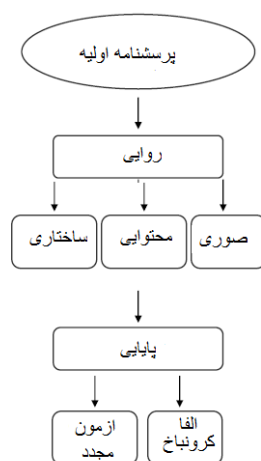 پرسشنامه اولیه
روایی
صوری
محتوایی
ساختاری
پایایی
الفا
کرونباخ
ازمون
مجدد